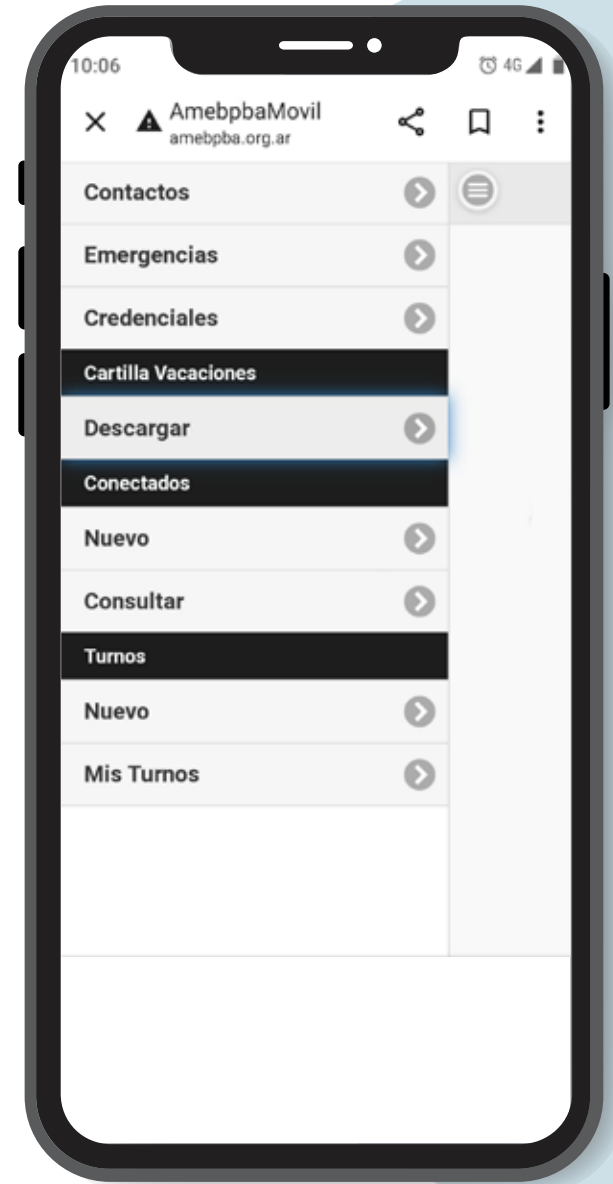 10:06
4G
AmebpbaMovil
amebpba.org.ar
Contactos
Emergencias
Credenciales
Cartilla Vacaciones
Descargar
Conectados
Nuevo
Consultar
Turnos
Nuevo
Mis Turnos